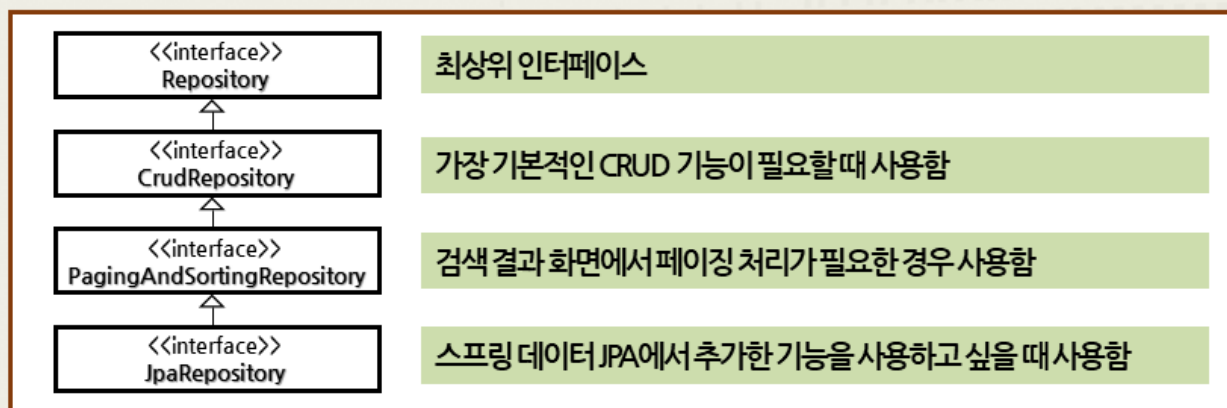 <<interface>>
Repository
최상위 인터페이스
<<interface>>
CrudRepository
가장 기본적인 CRUD 기능이 필요할 때 사용함
<<interface>>
PagingAndSortingRepository
검색 결과 화면에서 페이징 처리가 필요한 경우 사용함
<<interface>>
JpaRepository
스프링 데이터 JPA에서 추가한 기능을 사용하고 싶을 때 사용함